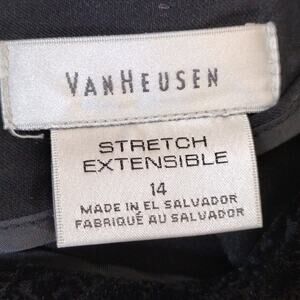 VANHEUSEN
STRETCH
EXTENSIBLE
14
MADE IN EL SALVADOR
FABRIQUÉ AU SALVADOR